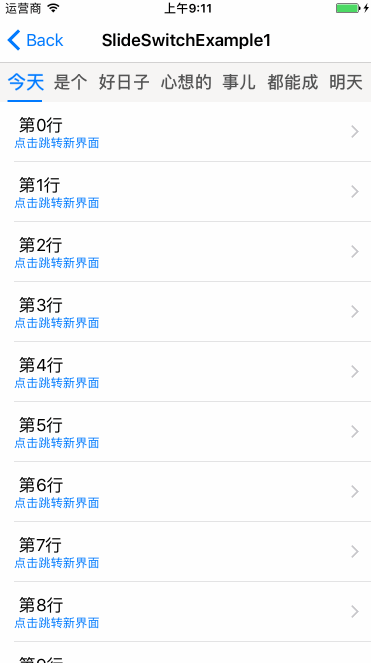 运营商 上午9:11
Back SlideSwitchExample1
今天 是个 好日子 心想的 事儿 都能成 明天
第0行
点击跳转新界面
第1行
点击跳转新界面
第2行
点击跳转新界面
第3行
点击跳转新界面
第4行
点击跳转新界面
第5行
点击跳转新界面
第6行
点击跳转新界面
第7行
点击跳转新界面
第8行
点击跳转新界面